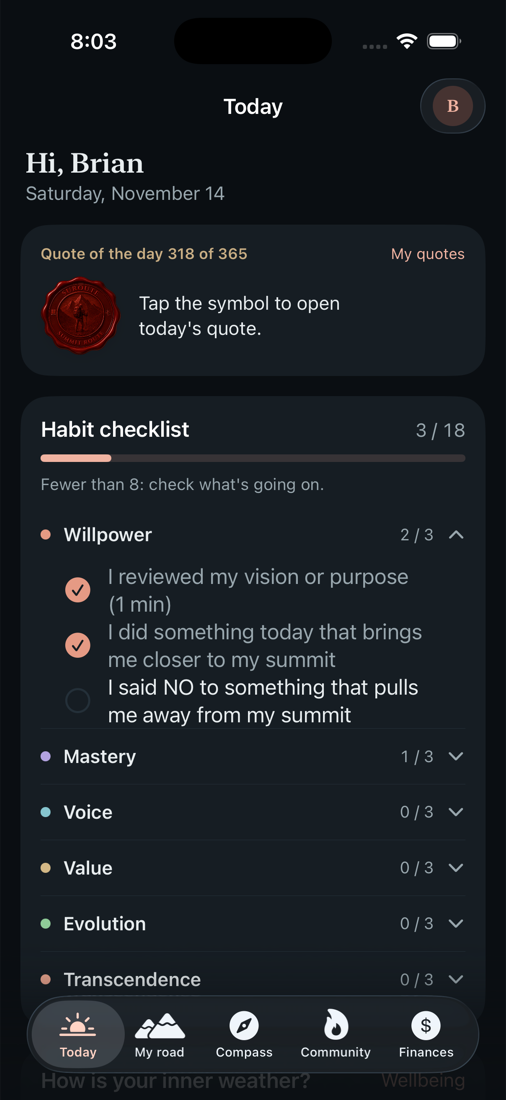 8:03
Today
B
Hi, Brian
Saturday, November 14
Quote of the day 318 of 365
My quotes
Tap the symbol to open
today's quote.
Habit checklist
3 / 18
Fewer than 8: check what's going on.
Willpower
2 / 3
I reviewed my vision or purpose
(1 min)
I did something today that brings
me closer to my summit
I said NO to something that pulls
me away from my summit
Mastery
1 / 3
Voice
0 / 3
Value
0 / 3
Evolution
0 / 3
Transcendence
0 / 3
Today
My road
Compass
Community
$
Finances
How is your inner weather?
Wellbeing